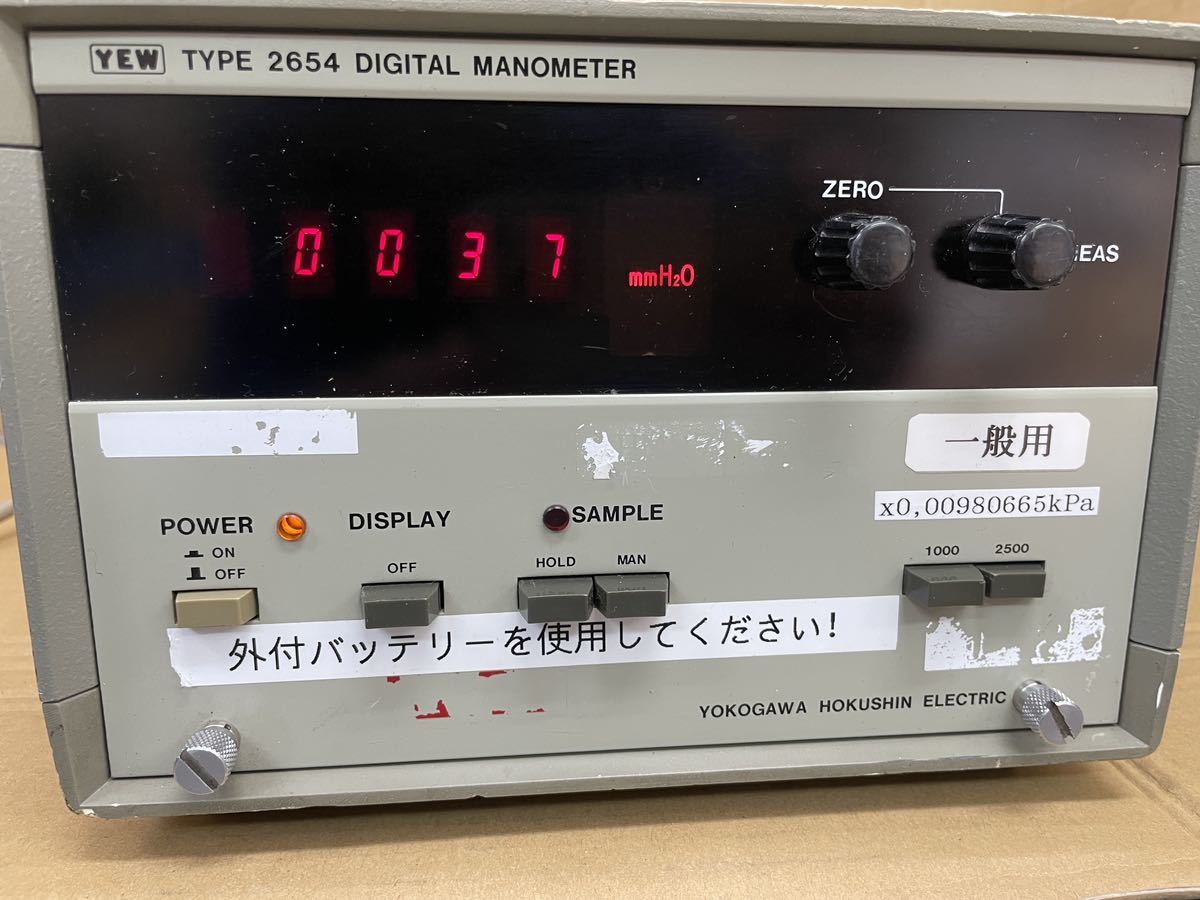 YEW TYPE 2654 DIGITAL MANOMETER
ZERO
0037 mmH₂O
EAS
一般用
x0,00980665kPa
POWER
ON
OFF
DISPLAY
OFF
SAMPLE
HOLD MAN
1000 2500
外付バッテリーを使用してください!
YOKOGAWA HOKUSHIN ELECTRIC